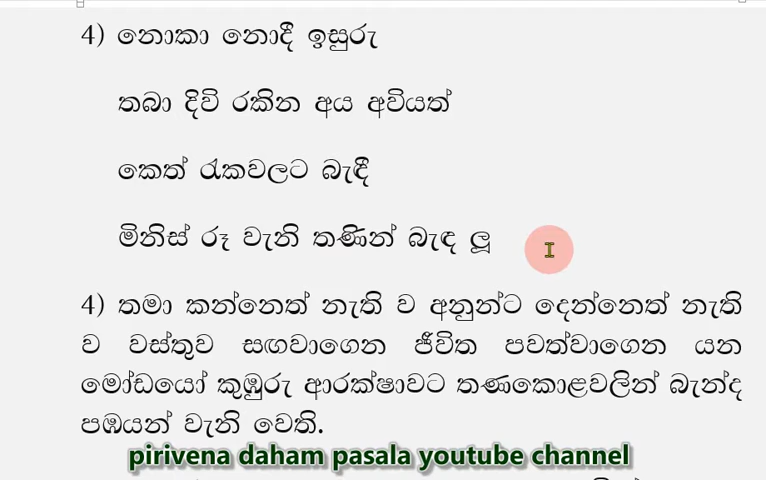 4) නොකා නොදී ඉසුරු
තබා දිවි රකින අය අවියත්
කෙත් රැකවලට බැඳී
මිනිස් රූ වැනි තණින් බැඳ ලූ
4) තමා කන්නෙත් නැති ව අනුන්ට දෙන්නෙත් නැති
ව වස්තුව සඟවාගෙන ජීවිත පවත්වාගෙන යන
මෝඩයෝ කුඹුරු ආරක්ෂාවට තණකොළවලින් බැන්ද
පඹයන් වැනි වෙති.
pirivena daham pasala youtube channel